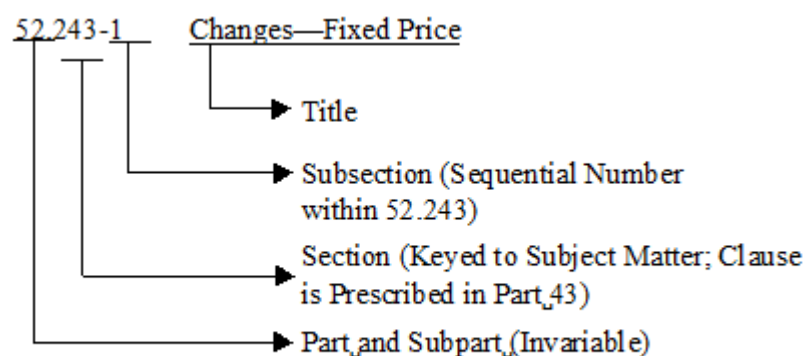 52.243-1 Changes—Fixed Price
Title
Subsection (Sequential Number
within 52.243)
Section (Keyed to Subject Matter; Clause
is Prescribed in Part 43)
Part and Subpart (Invariable)